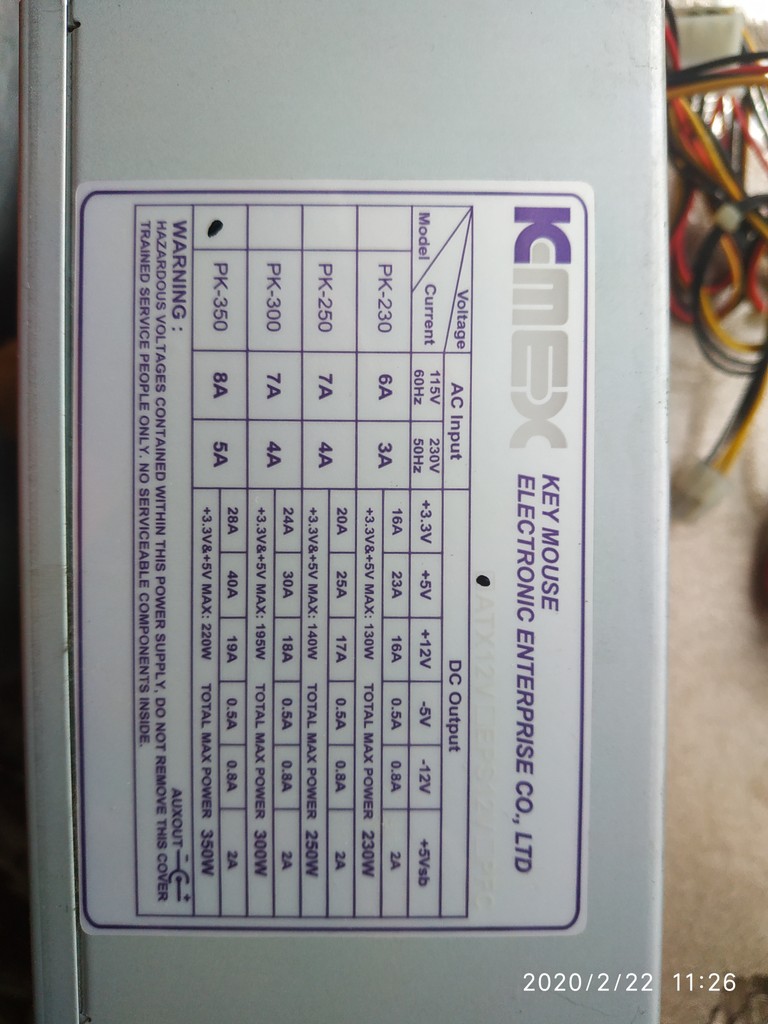 KMEX
KEY MOUSE
ELECTRONIC ENTERPRISE CO., LTD
ATX12V EPS12V PFC
Voltage AC Input DC Output
Model Current 115V 60Hz 230V 50Hz +3.3V +5V +12V -5V -12V +5Vsb
PK-230 6A 3A 16A 23A 16A 0.5A 0.8A 2A
+3.3V&+5V MAX: 130W TOTAL MAX POWER 230W
PK-250 7A 4A 20A 25A 17A 0.5A 0.8A 2A
+3.3V&+5V MAX: 140W TOTAL MAX POWER 250W
PK-300 7A 4A 24A 30A 18A 0.5A 0.8A 2A
+3.3V&+5V MAX: 195W TOTAL MAX POWER 300W
PK-350 8A 5A 28A 40A 19A 0.5A 0.8A 2A
+3.3V&+5V MAX: 220W TOTAL MAX POWER 350W
WARNING : AUXOUT - +
HAZARDOUS VOLTAGES CONTAINED WITHIN THIS POWER SUPPLY, DO NOT REMOVE THIS COVER
TRAINED SERVICE PEOPLE ONLY. NO SERVICEABLE COMPONENTS INSIDE.
2020/2/22 11:26